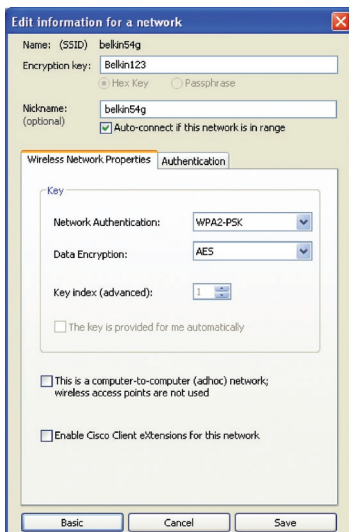 Edit information for a network
Name: (SSID) belkin54g
Encryption key: Belkin123
Hex Key Passphrase
Nickname: belkin54g
(optional)
Auto-connect if this network is in range
Wireless Network Properties Authentication
Key
Network Authentication: WPA2-PSK
Data Encryption: AES
Key index (advanced): 1
The key is provided for me automatically
This is a computer-to-computer (adhoc) network;
wireless access points are not used
Enable Cisco Client eXtensions for this network
Basic Cancel Save